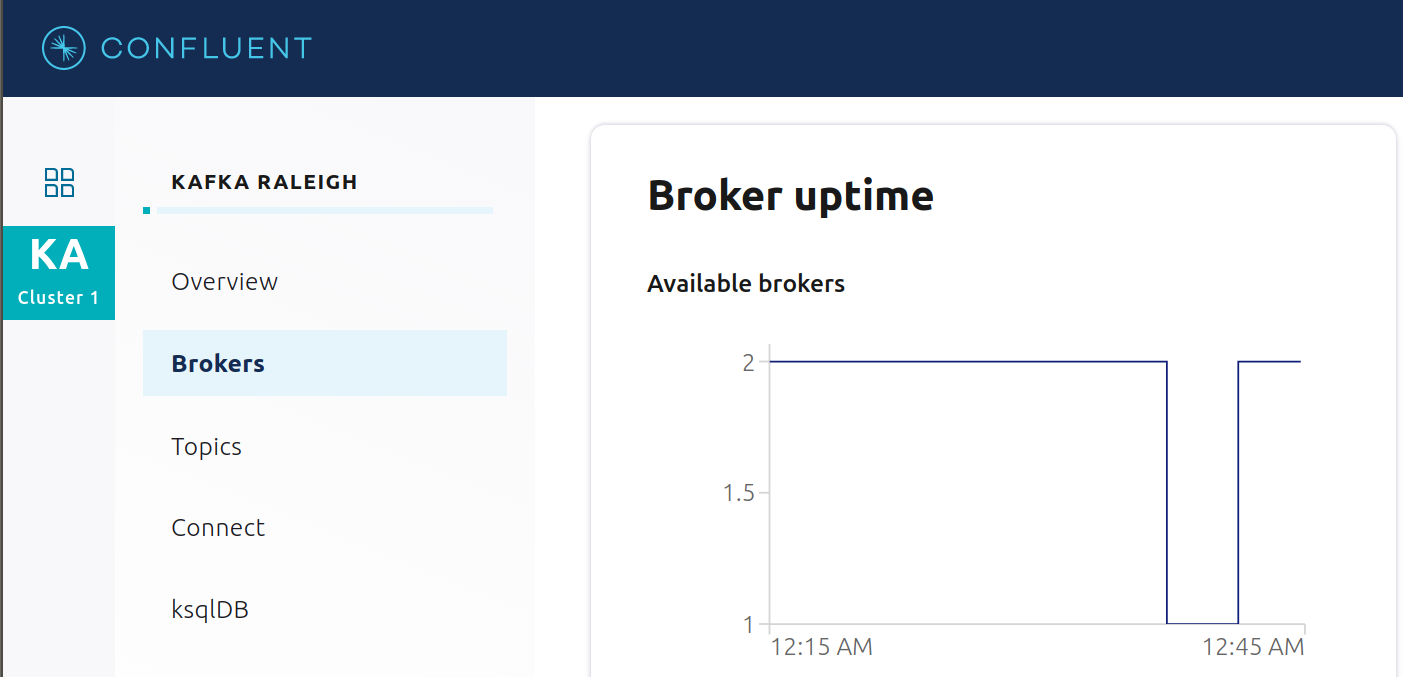 CONFLUENT
KA
Cluster 1
KAFKA RALEIGH
Overview
Brokers
Topics
Connect
ksqlDB
Broker uptime
Available brokers
2
1.5
1
12:15 AM
12:45 AM